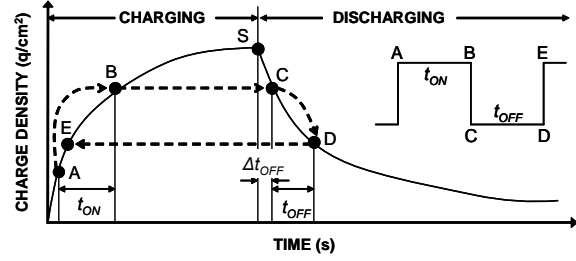 CHARGING
DISCHARGING
CHARGE DENSITY (q/cm²)
S
A B E
B
C
t_ON
t_OFF
C D
E
D
A
Δt_OFF
t_ON
t_OFF
TIME (s)